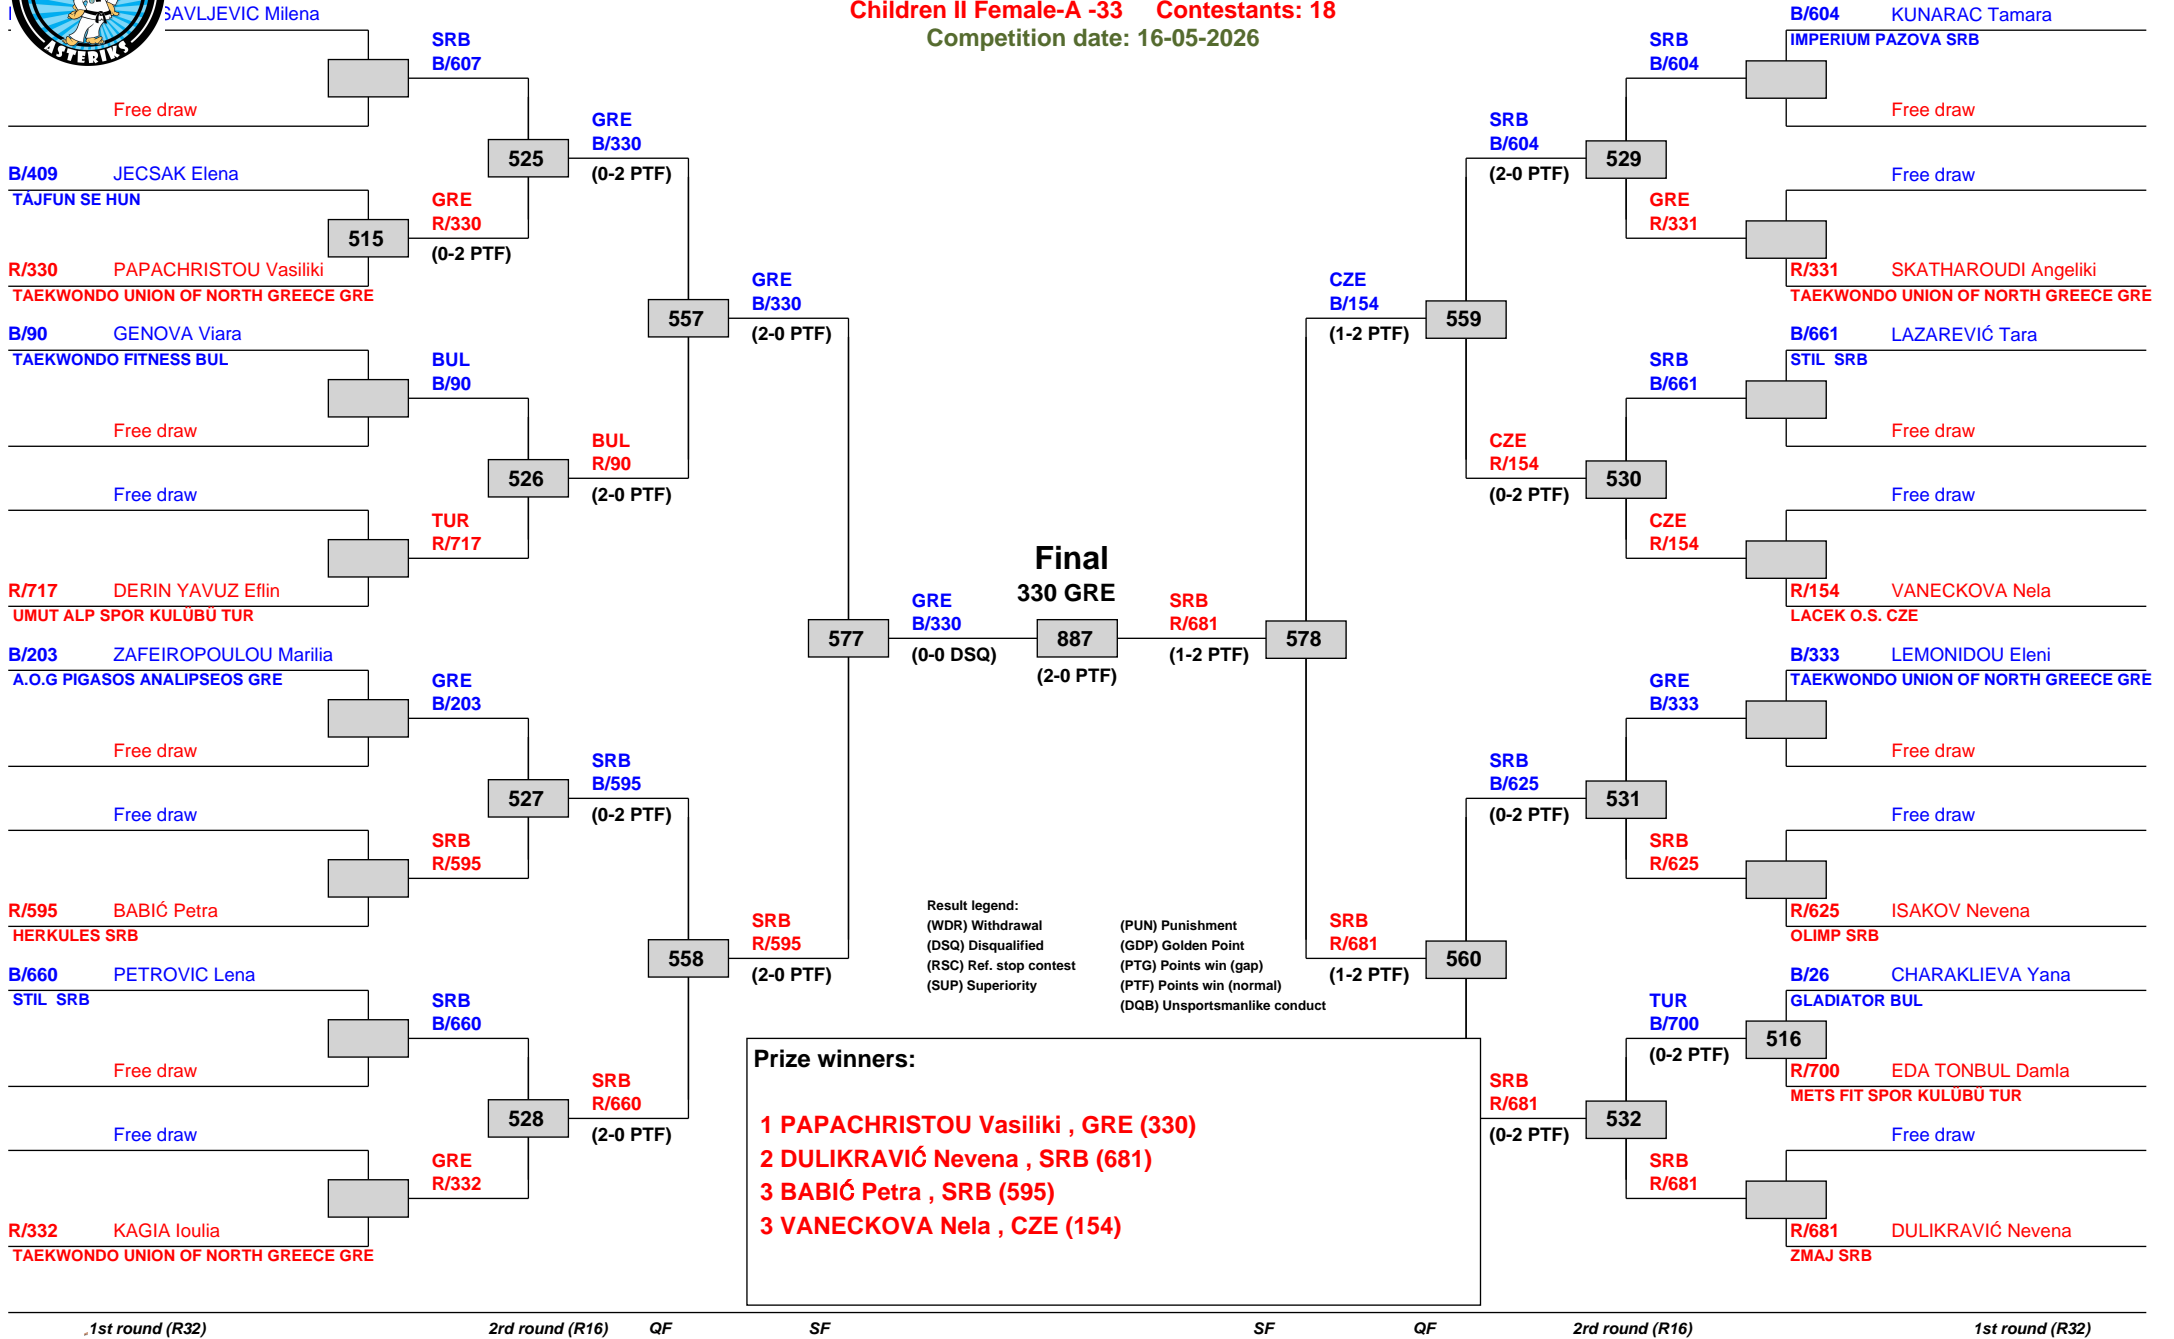 ASTERIKS
SAVLJEVIC Milena
Free draw
B/409 JECSAK Elena
TÁJFUN SE HUN
515
R/330 PAPACHRISTOU Vasiliki
TAEKWONDO UNION OF NORTH GREECE GRE
B/90 GENOVA Viara
TAEKWONDO FITNESS BUL
Free draw
Free draw
R/717 DERIN YAVUZ Eflin
UMUT ALP SPOR KULÜBÜ TUR
B/203 ZAFEIROPOULOU Marilia
A.O.G PIGASOS ANALIPSEOS GRE
Free draw
Free draw
R/595 BABIĆ Petra
HERKULES SRB
B/660 PETROVIC Lena
STIL SRB
Free draw
Free draw
R/332 KAGIA Ioulia
TAEKWONDO UNION OF NORTH GREECE GRE
SRB
B/607
525
GRE
R/330
(0-2 PTF)
BUL
B/90
526
TUR
R/717
GRE
B/203
527
SRB
R/595
SRB
B/660
528
GRE
R/332
GRE
B/330
(0-2 PTF)
557
BUL
R/90
(2-0 PTF)
SRB
B/595
(0-2 PTF)
558
SRB
R/660
(2-0 PTF)
GRE
B/330
(2-0 PTF)
577
SRB
R/595
(2-0 PTF)
Children II Female-A -33 Contestants: 18
Competition date: 16-05-2026
Final
330 GRE
GRE
B/330
(0-0 DSQ)
887
(2-0 PTF)
SRB
R/681
(1-2 PTF)
578
Result legend:
(WDR) Withdrawal (PUN) Punishment
(DSQ) Disqualified (GDP) Golden Point
(RSC) Ref. stop contest (PTG) Points win (gap)
(SUP) Superiority (PTF) Points win (normal)
(DQB) Unsportsmanlike conduct
Prize winners:
1 PAPACHRISTOU Vasiliki , GRE (330)
2 DULIKRAVIĆ Nevena , SRB (681)
3 BABIĆ Petra , SRB (595)
3 VANECKOVA Nela , CZE (154)
CZE
B/154
(1-2 PTF)
559
SRB
R/681
(1-2 PTF)
560
SRB
B/604
(2-0 PTF)
529
CZE
R/154
(0-2 PTF)
530
SRB
B/625
(0-2 PTF)
531
SRB
R/681
(0-2 PTF)
532
SRB
B/604
GRE
R/331
SRB
B/661
CZE
R/154
GRE
B/333
SRB
R/625
TUR
B/700
(0-2 PTF)
516
SRB
R/681
B/604 KUNARAC Tamara
IMPERIUM PAZOVA SRB
Free draw
Free draw
R/331 SKATHAROUDI Angeliki
TAEKWONDO UNION OF NORTH GREECE GRE
B/661 LAZAREVIĆ Tara
STIL SRB
Free draw
Free draw
R/154 VANECKOVA Nela
LACEK O.S. CZE
B/333 LEMONIDOU Eleni
TAEKWONDO UNION OF NORTH GREECE GRE
Free draw
Free draw
R/625 ISAKOV Nevena
OLIMP SRB
B/26 CHARAKLIEVA Yana
GLADIATOR BUL
R/700 EDA TONBUL Damla
METS FIT SPOR KULÜBÜ TUR
Free draw
R/681 DULIKRAVIĆ Nevena
ZMAJ SRB
1st round (R32) 2rd round (R16) QF SF SF QF 2rd round (R16) 1st round (R32)